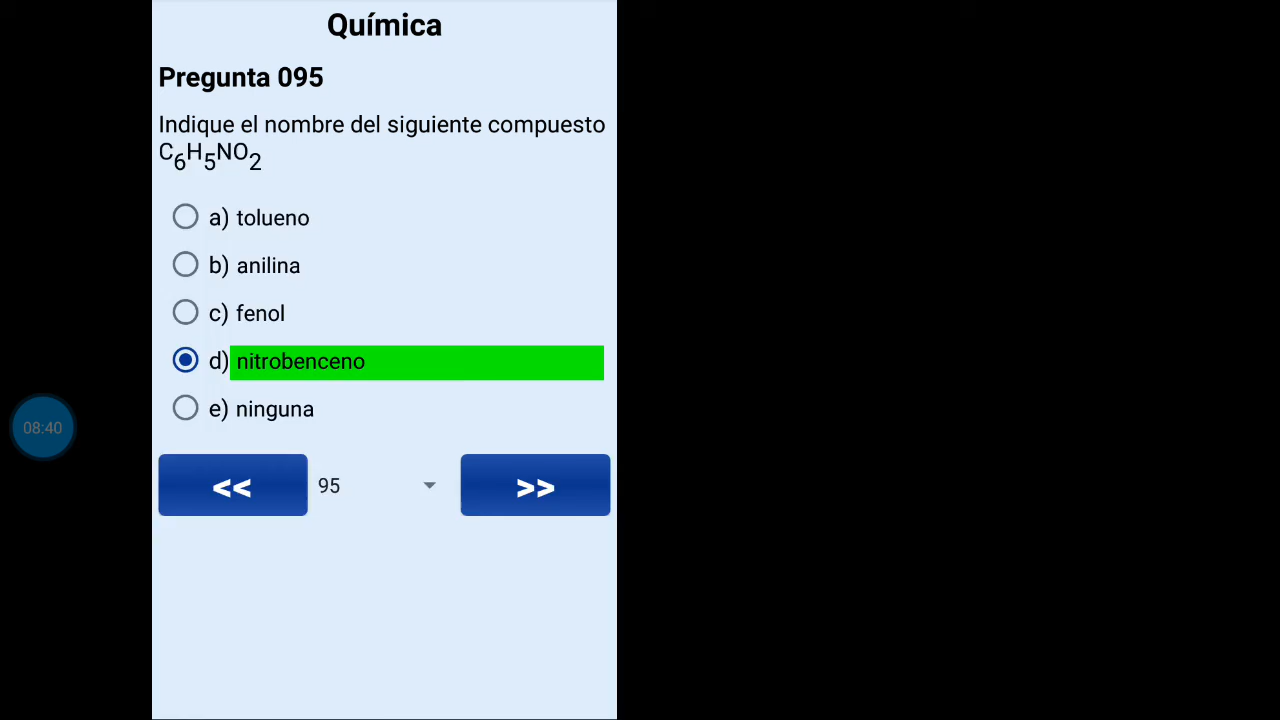 Química
Pregunta 095
Indique el nombre del siguiente compuesto
C6H5NO2
a) tolueno
b) anilina
c) fenol
d) nitrobenceno
e) ninguna
08:40
<< 95 >>